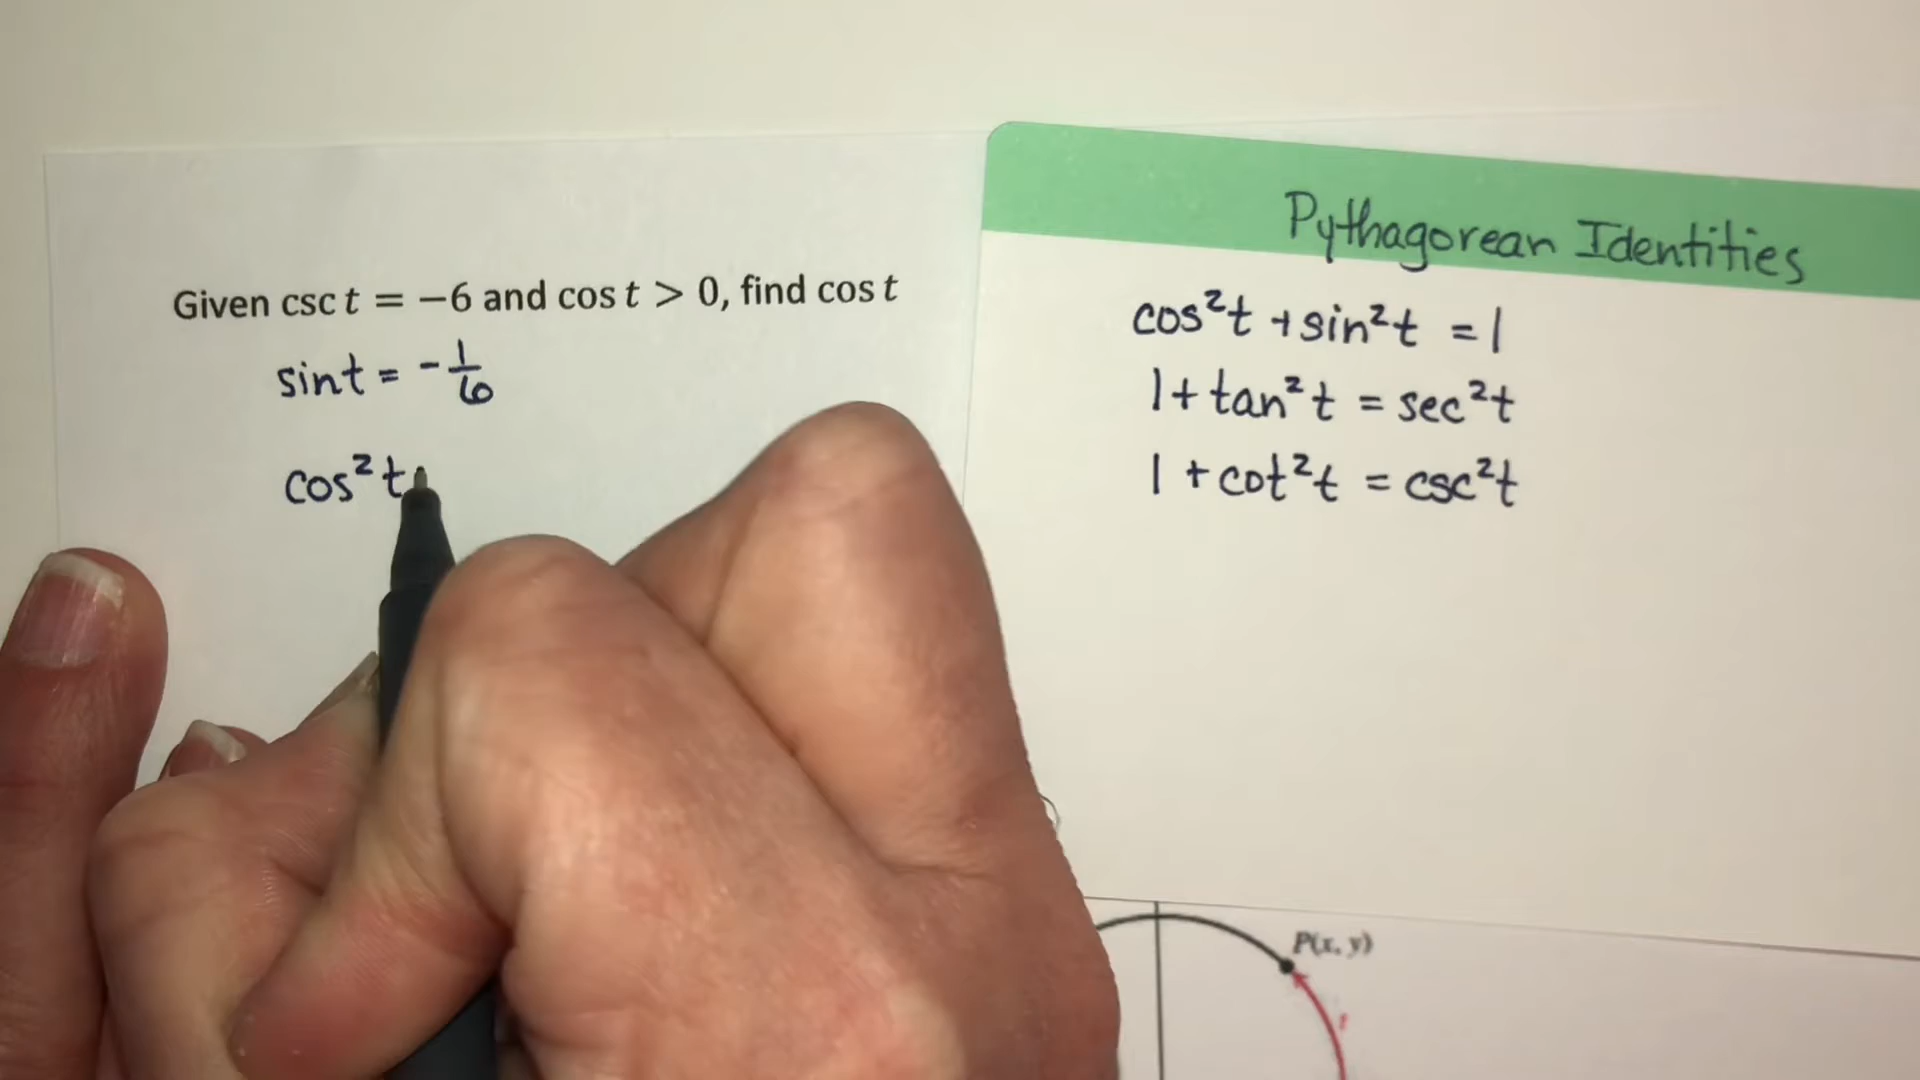 Given csc t = −6 and cos t > 0, find cos t
sin t = - 1/6
cos² t
Pythagorean Identities
cos²t + sin²t = 1
1 + tan²t = sec²t
1 + cot²t = csc²t
P(x, y)
t